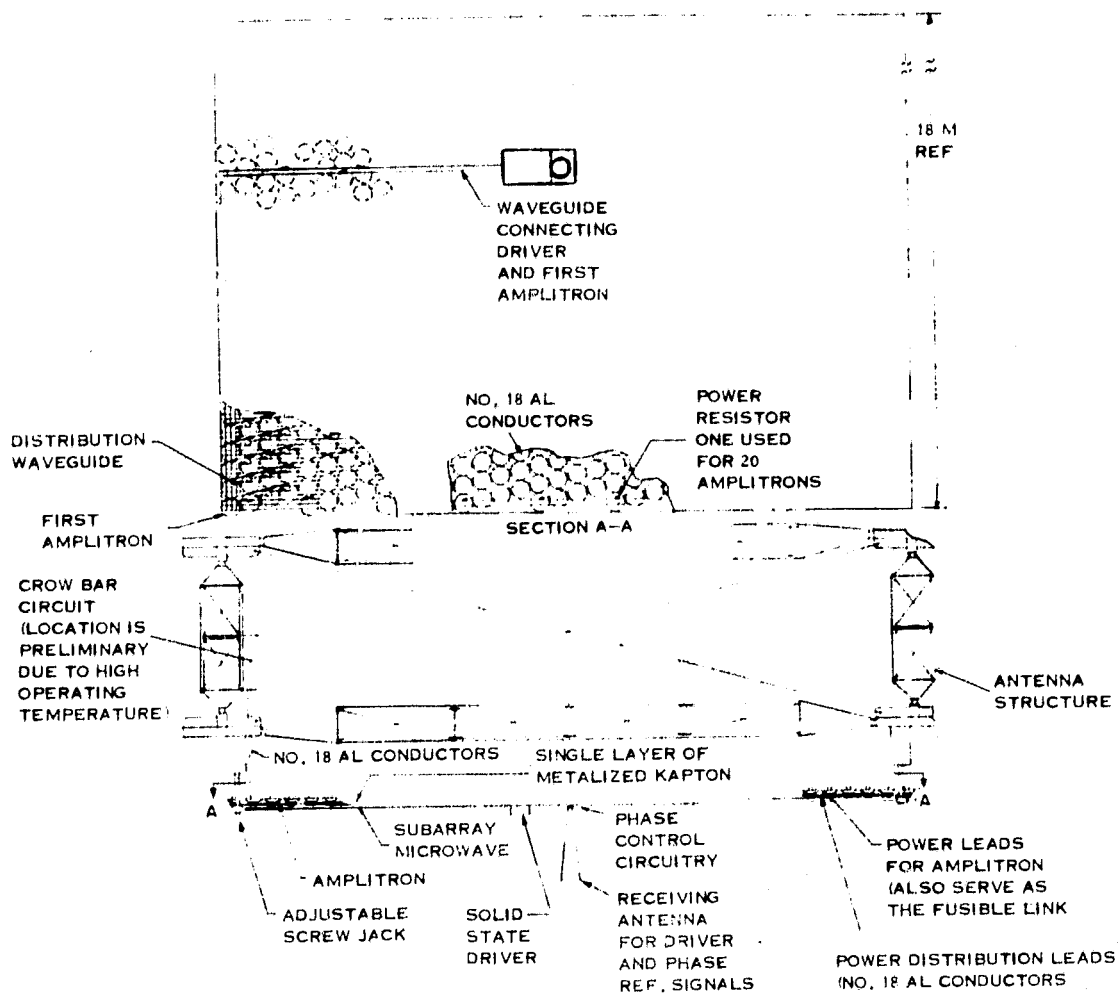 18 M
REF
WAVEGUIDE
CONNECTING
DRIVER
AND FIRST
AMPLITRON
NO, 18 AL
CONDUCTORS
POWER
RESISTOR
ONE USED
FOR 20
AMPLITRONS
DISTRIBUTION
WAVEGUIDE
FIRST
AMPLITRON
SECTION A-A
CROW BAR
CIRCUIT
(LOCATION IS
PRELIMINARY
DUE TO HIGH
OPERATING
TEMPERATURE)
ANTENNA
STRUCTURE
NO, 18 AL CONDUCTORS
SINGLE LAYER OF
METALIZED KAPTON
A
A
SUBARRAY
MICROWAVE
PHASE
CONTROL
CIRCUITRY
POWER LEADS
FOR AMPLITRON
(ALSO SERVE AS
THE FUSIBLE LINK
AMPLITRON
ADJUSTABLE
SCREW JACK
SOLID
STATE
DRIVER
RECEIVING
ANTENNA
FOR DRIVER
AND PHASE
REF, SIGNALS
POWER DISTRIBUTION LEADS
(NO, 18 AL CONDUCTORS